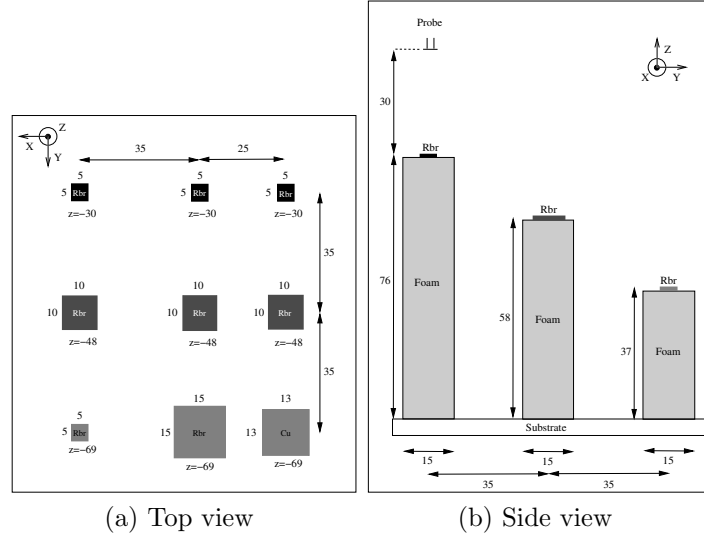 Z
X
Y
35
25
5
5
5
5 Rbr
5 Rbr
5 Rbr
z=−30
z=−30
z=−30
35
10
10
10
10 Rbr
10 Rbr
10 Rbr
z=−48
z=−48
z=−48
35
5
15
13
5 Rbr
15 Rbr
13 Cu
z=−69
z=−69
z=−69
(a) Top view
Probe
Z
X
Y
30
Rbr
Rbr
Rbr
76
Foam
58
Foam
37
Foam
Substrate
15
15
15
35
35
(b) Side view